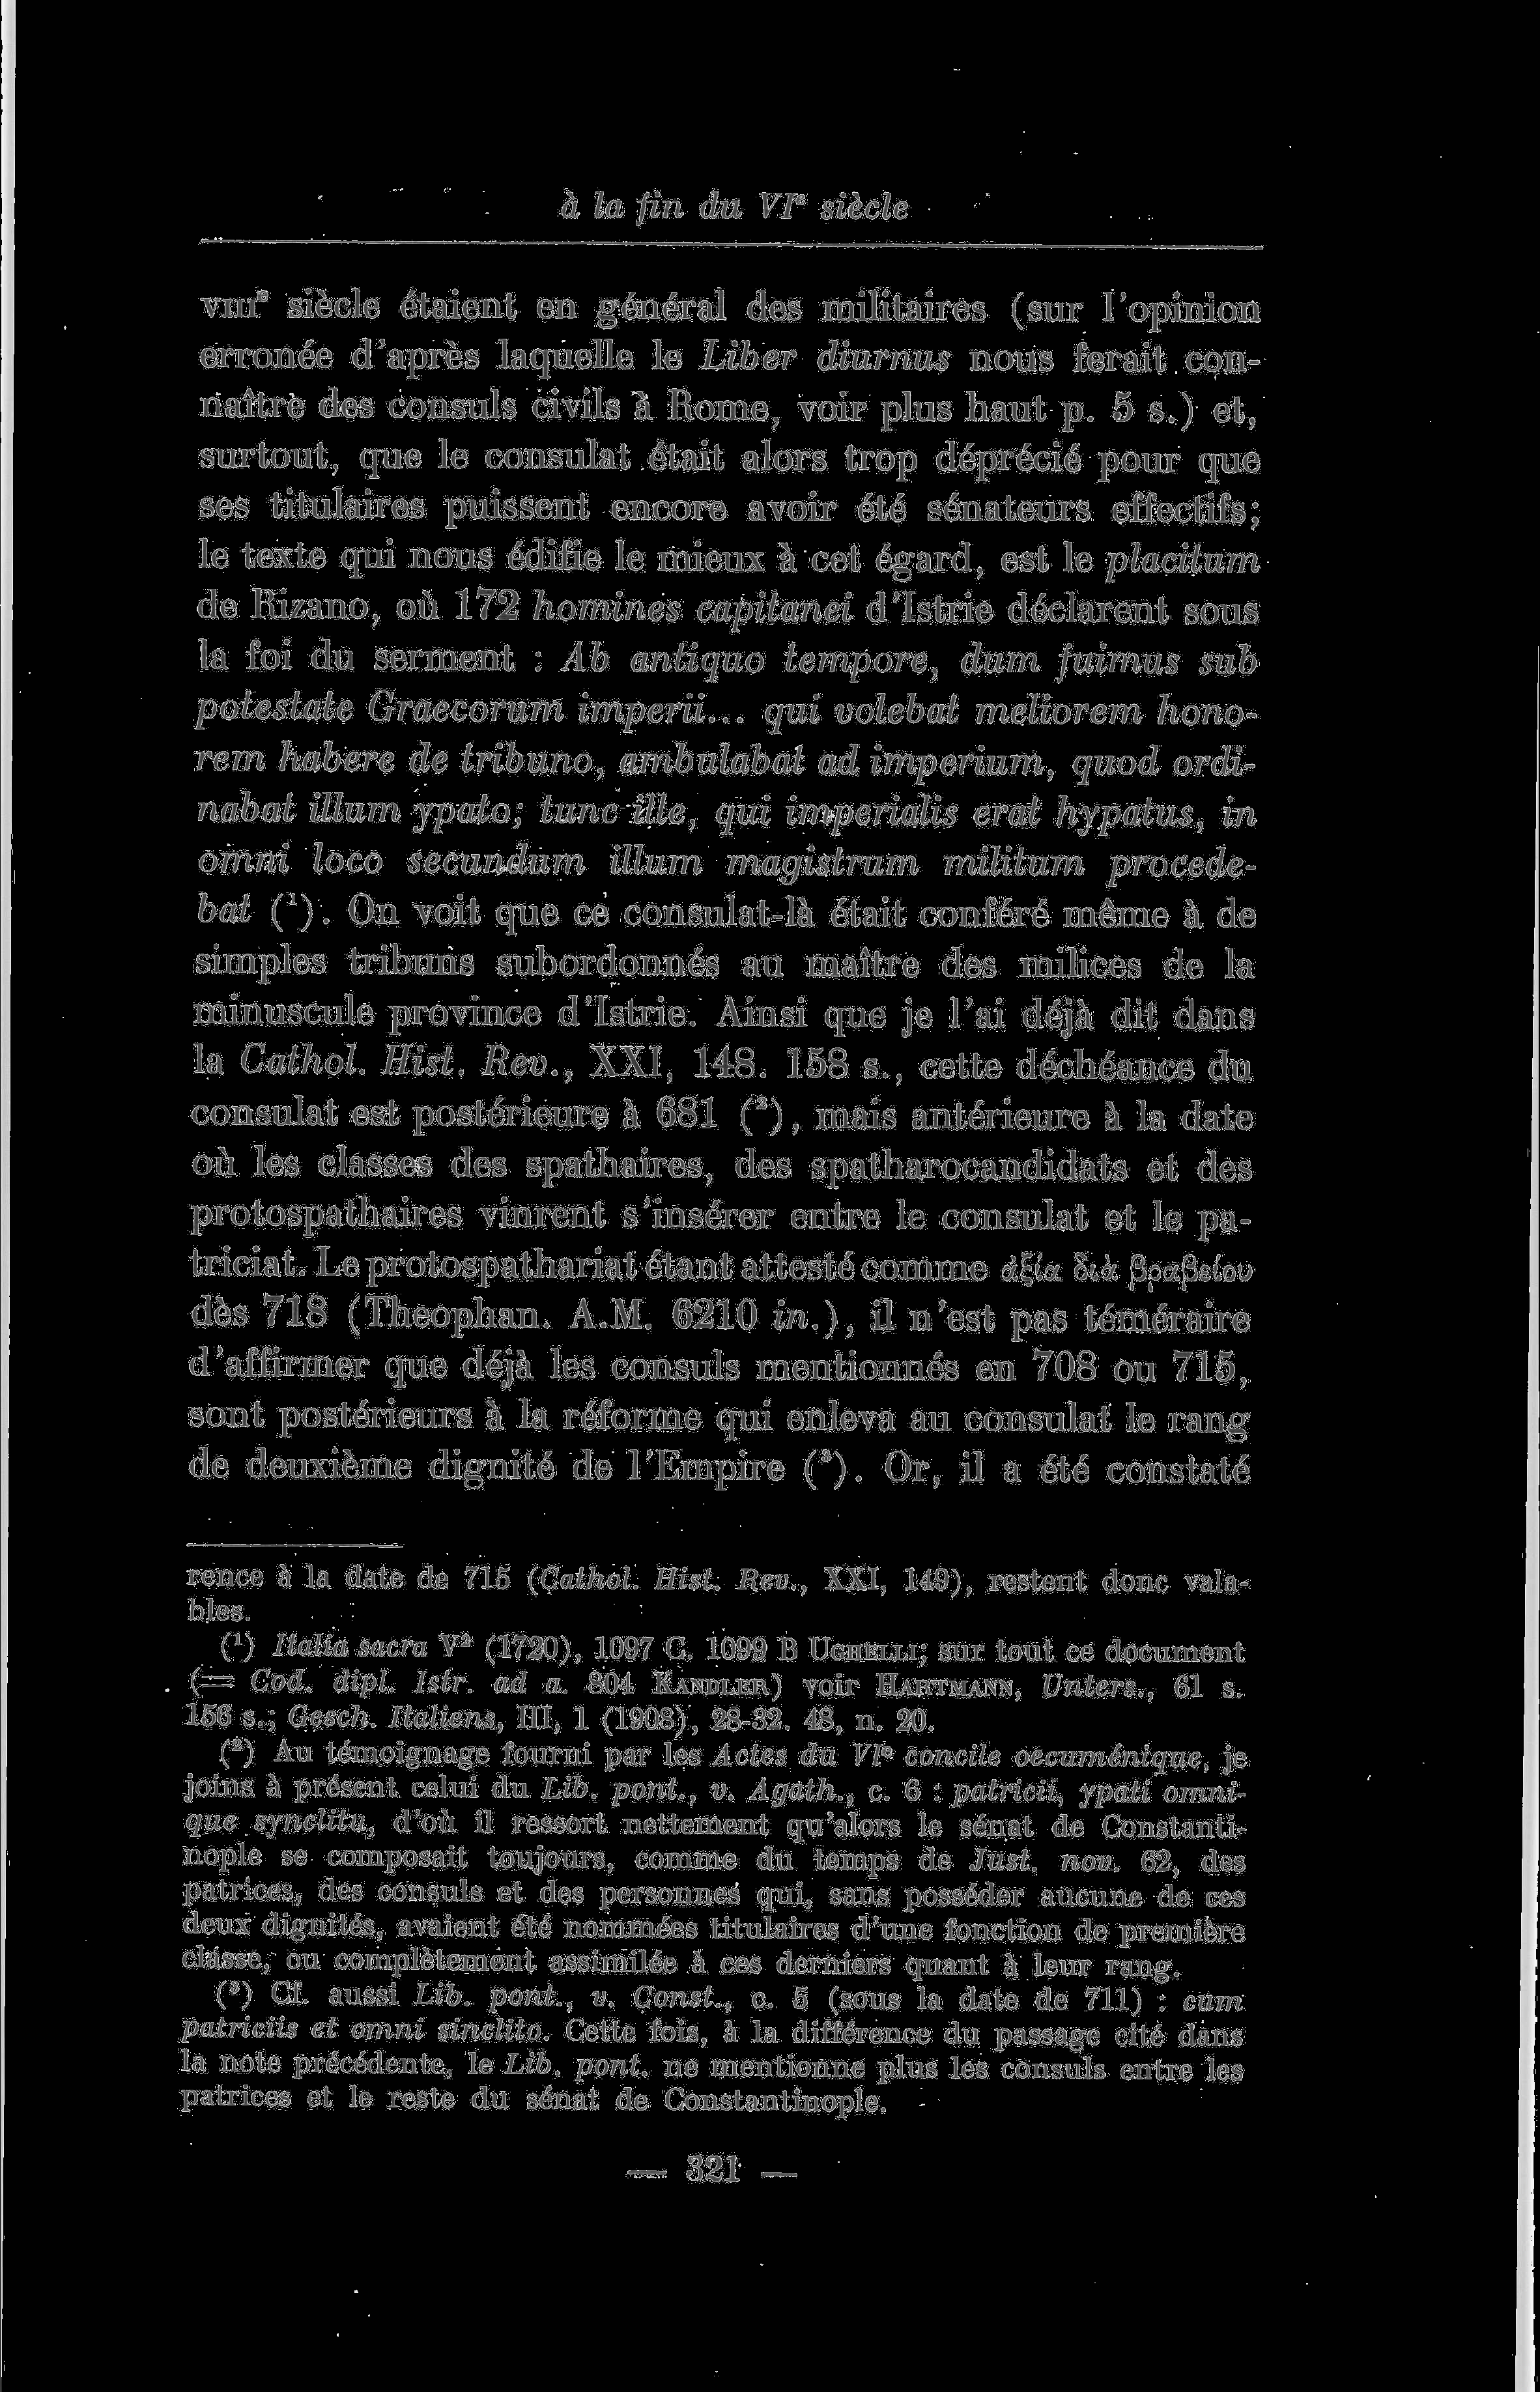 à la fin du VIe siècle
VIIIe siècle étaient en général des militaires (sur l'opinion
erronée d'après laquelle le Liber diurnus nous ferait con-
naître des consuls civils à Rome, voir plus haut p. 5 s.) et,
surtout, que le consulat était alors trop déprécié pour que
ses titulaires puissent encore avoir été sénateurs effectifs;
le texte qui nous édifie le mieux à cet égard, est le placitum
de Rizano, où 172 homines capitanei d'Istrie déclarent sous
la foi du serment : Ab antiquo tempore, dum fuimus sub
potestate Graecorum imperii... qui volebat meliorem hono-
rem habere de tribuno, ambulabat ad imperium, quod ordi-
nabat illum ypato; tunc ille, qui imperialis erat hypatus, in
omni loco secundum illum magistrum militum procede-
bat (1). On voit que ce consulat-là était conféré même à de
simples tribuns subordonnés au maître des milices de la
minuscule province d'Istrie. Ainsi que je l'ai déjà dit dans
la Cathol. Hist. Rev., XXI, 148. 158 s., cette déchéance du
consulat est postérieure à 681 (2), mais antérieure à la date
où les classes des spathaires, des spatharocandidats et des
protospathaires vinrent s'insérer entre le consulat et le pa-
triciat. Le protospathariat étant attesté comme ἀξία διὰ βραβείου
dès 718 (Theophan. A.M. 6210 in.), il n'est pas téméraire
d'affirmer que déjà les consuls mentionnés en 708 ou 715,
sont postérieurs à la réforme qui enleva au consulat le rang
de deuxième dignité de l'Empire (3). Or, il a été constaté
rence à la date de 715 (Cathol. Hist. Rev., XXI, 149), restent donc vala-
bles.
(1) Italia sacra V2 (1720), 1097 C. 1099 B UGHELLI; sur tout ce document
(= Cod. dipl. Istr. ad a. 804 KANDLER) voir HARTMANN, Unters., 61 s.
156 s.; Gesch. Italiens, III, 1 (1908), 28-32. 48, n. 20.
(2) Au témoignage fourni par les Actes du VIe concile oecuménique, je
joins à présent celui du Lib. pont., v. Agath., c. 6 : patricii, ypati omni-
que synclitu, d'où il ressort nettement qu'alors le sénat de Constanti-
nople se composait toujours, comme du temps de Just. nov. 62, des
patrices, des consuls et des personnes qui, sans posséder aucune de ces
deux dignités, avaient été nommées titulaires d'une fonction de première
classe, ou complètement assimilée à ces derniers quant à leur rang.
(3) Cf. aussi Lib. pont., v. Const., c. 5 (sous la date de 711) : cum
patriciis et omni sinclito. Cette fois, à la différence du passage cité dans
la note précédente, le Lib. pont. ne mentionne plus les consuls entre les
patrices et le reste du sénat de Constantinople.
— 321 —